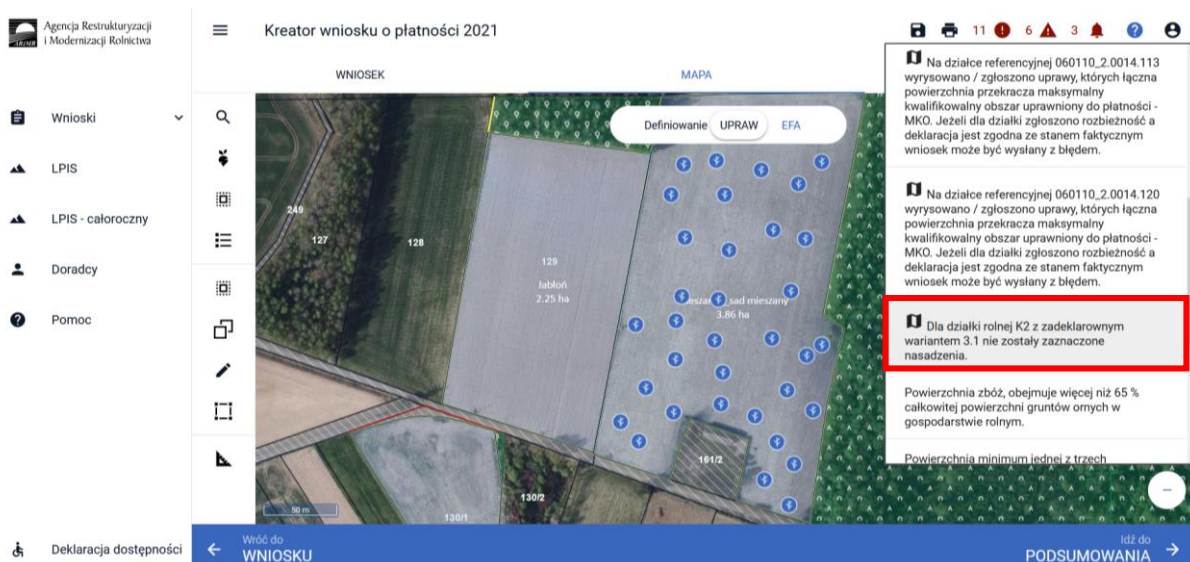 Agencja Restrukturyzacji
i Modernizacji Rolnictwa
Kreator wniosku o płatności 2021
11
6
3
WNIOSEK
MAPA
Wnioski
LPIS
LPIS - całoroczny
Doradcy
Pomoc
Deklaracja dostępności
Definiowanie UPRAW EFA
249
127
128
129
Jabłoń
2.25 ha
sad mieszany
3.86 ha
161/2
130/2
130/1
50 m
Na działce referencyjnej 060110_2.0014.113
wyrysowano / zgłoszono uprawy, których łączna
powierzchnia przekracza maksymalny
kwalifikowalny obszar uprawniony do płatności -
MKO. Jeżeli dla działki zgłoszono rozbieżność a
deklaracja jest zgodna ze stanem faktycznym
wniosek może być wysłany z błędem.
Na działce referencyjnej 060110_2.0014.120
wyrysowano / zgłoszono uprawy, których łączna
powierzchnia przekracza maksymalny
kwalifikowalny obszar uprawniony do płatności -
MKO. Jeżeli dla działki zgłoszono rozbieżność a
deklaracja jest zgodna ze stanem faktycznym
wniosek może być wysłany z błędem.
Dla działki rolnej K2 z zadeklarownym
wariantem 3.1 nie zostały zaznaczone
nasadzenia.
Powierzchnia zbóż, obejmuje więcej niż 65 %
całkowitej powierzchni gruntów ornych w
gospodarstwie rolnym.
Powierzchnia minimum jednej z trzech
Wróć do
WNIOSKU
Idź do
PODSUMOWANIA